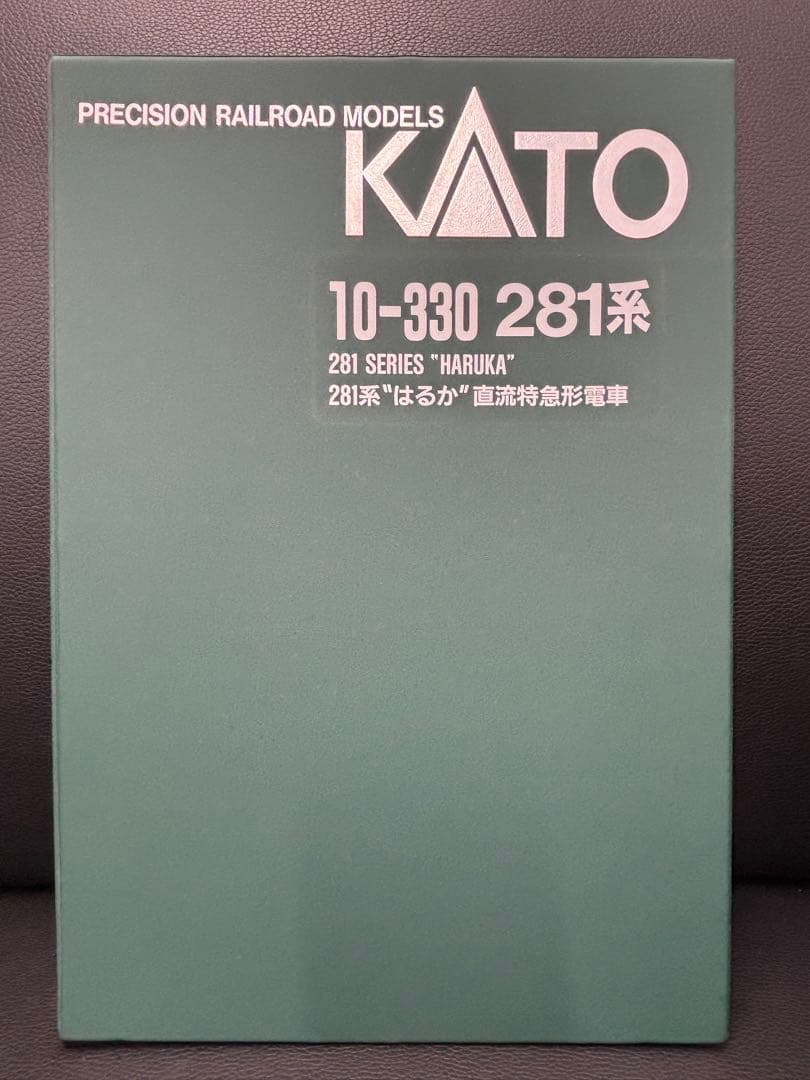 PRECISION RAILROAD MODELS
KATO
10-330 281系
281 SERIES "HARUKA"
281系"はるか"直流特急形電車